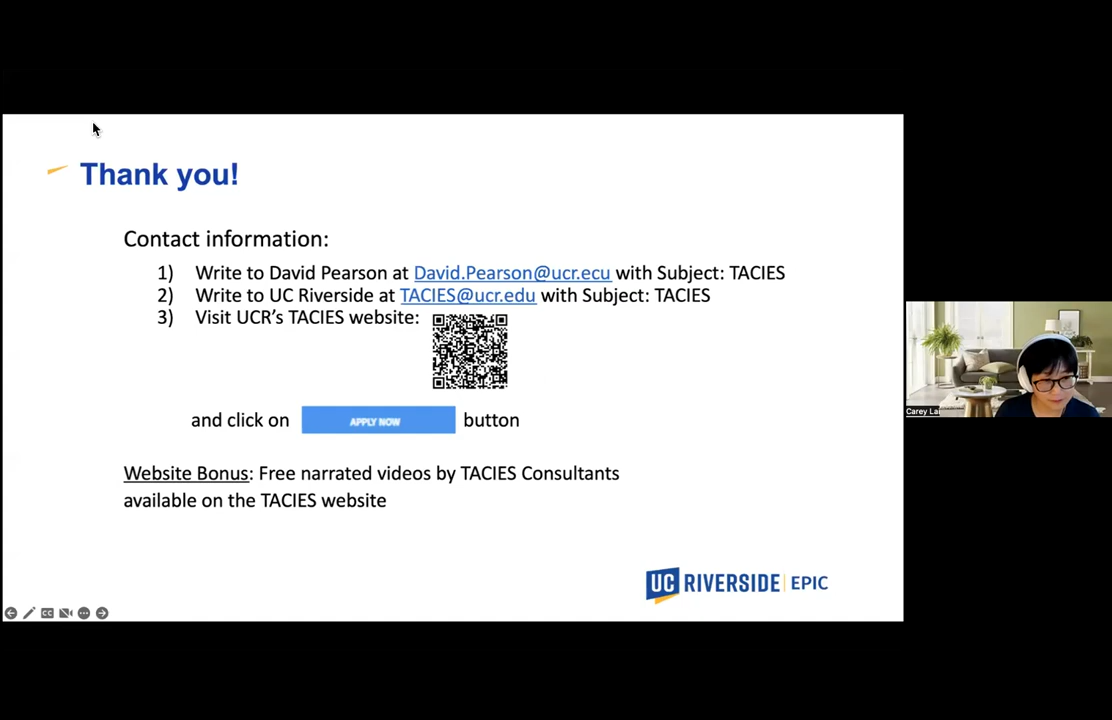 Thank you!
Contact information:
1) Write to David Pearson at David.Pearson@ucr.ecu with Subject: TACIES
2) Write to UC Riverside at TACIES@ucr.edu with Subject: TACIES
3) Visit UCR's TACIES website:
and click on APPLY NOW button
Website Bonus: Free narrated videos by TACIES Consultants
available on the TACIES website
UC RIVERSIDE EPIC
CC
Carey